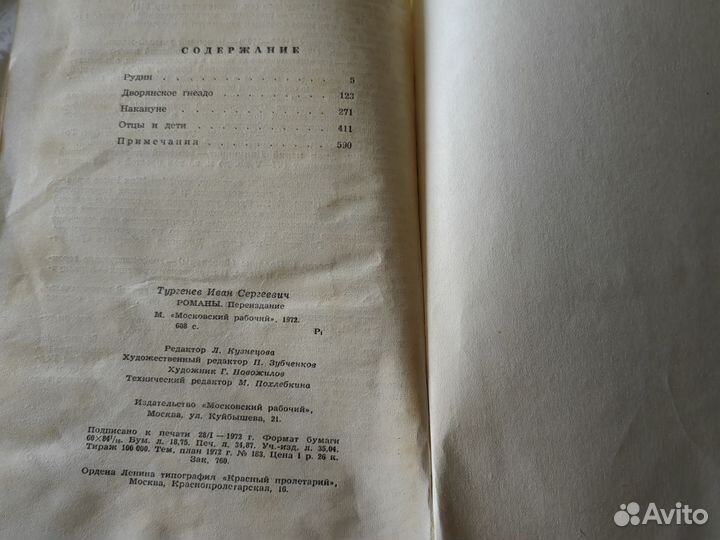 СОДЕРЖАНИЕ
Рудин . . . . . . . . . . . . . 5
Дворянское гнездо . . . . . . . . . 123
Накануне . . . . . . . . . . . . 271
Отцы и дети . . . . . . . . . . . 411
Примечания . . . . . . . . . . . 590
Тургенев Иван Сергеевич
РОМАНЫ. Переиздание
М. «Московский рабочий», 1972.
608 с. Р₁
Редактор Л. Кузнецова
Художественный редактор П. Зубченков
Художник Г. Новожилов
Технический редактор М. Похлебкина
Издательство «Московский рабочий»,
Москва, ул. Куйбышева, 21.
Подписано к печати 28/I—1972 г. Формат бумаги
60×84¹/₁₆. Бум. л. 18,75. Печ. л. 34,87. Уч.-изд. л. 35,04.
Тираж 100 000. Тем. план 1972 г. № 183. Цена 1 р. 26 к.
Зак. 760.
Ордена Ленина типография «Красный пролетарий»,
Москва, Краснопролетарская, 16.
Avito